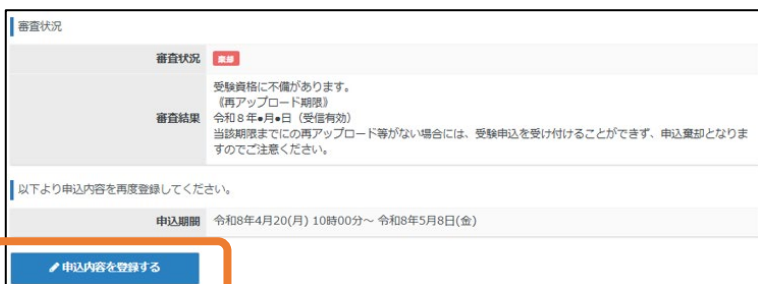 審査状況
審査状況 棄却
審査結果 受験資格に不備があります。
《再アップロード期限》
令和８年●月●日（受信有効）
当該期限までにの再アップロード等がない場合には、受験申込を受け付けることができず、申込棄却となりま
すのでご注意ください。
以下より申込内容を再度登録してください。
申込期間 令和8年4月20(月) 10時00分～ 令和8年5月8日(金)
申込内容を登録する